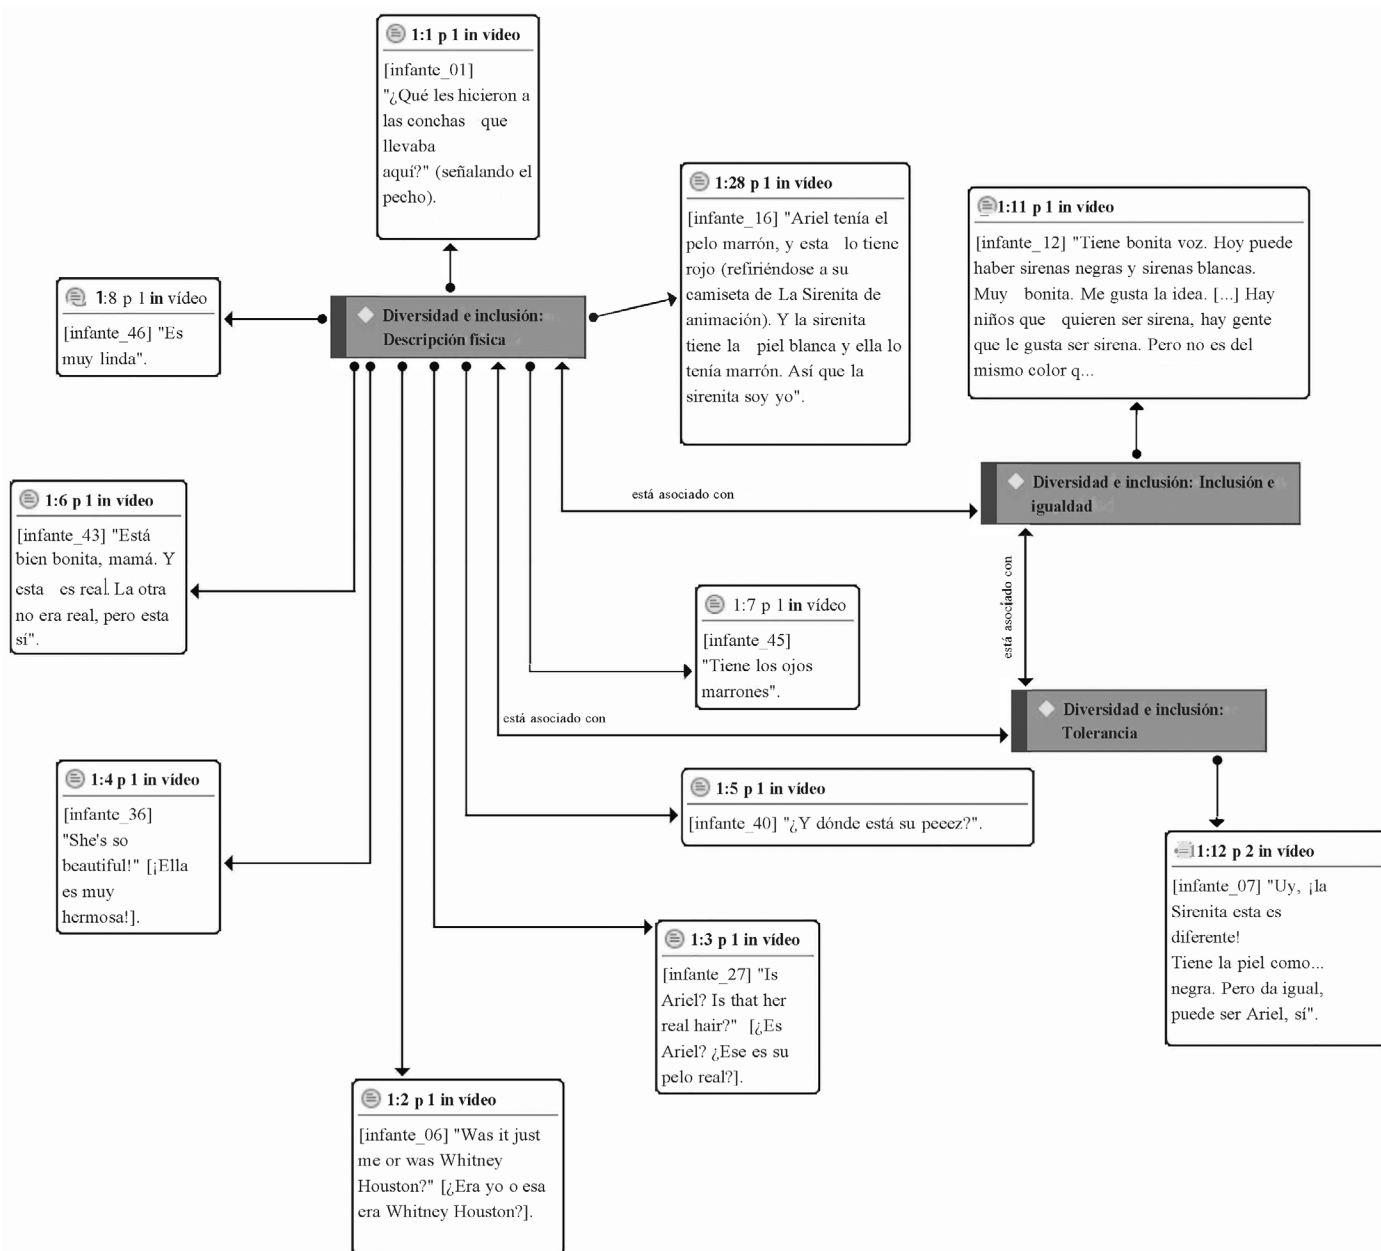 1:1 p 1 in vídeo
[infante_01]
"¿Qué les hicieron a
las conchas que
llevaba
aquí?" (señalando el
pecho).
1:28 p 1 in vídeo
[infante_16] "Ariel tenía el
pelo marrón, y esta lo tiene
rojo (refiriéndose a su
camiseta de La Sirenita de
animación). Y la sirenita
tiene la piel blanca y ella lo
tenía marrón. Así que la
sirenita soy yo".
1:11 p 1 in vídeo
[infante_12] "Tiene bonita voz. Hoy puede
haber sirenas negras y sirenas blancas.
Muy bonita. Me gusta la idea. [...] Hay
niños que quieren ser sirena, hay gente
que le gusta ser sirena. Pero no es del
mismo color q...
1:8 p 1 in vídeo
[infante_46] "Es
muy linda".
Diversidad e inclusión:
Descripción física
Diversidad e inclusión: Inclusión e
igualdad
está asociado con
1:6 p 1 in vídeo
[infante_43] "Está
bien bonita, mamá. Y
esta es real. La otra
no era real, pero esta
sí".
está asociado con
1:7 p 1 in vídeo
[infante_45]
"Tiene los ojos
marrones".
está asociado con
Diversidad e inclusión:
Tolerancia
1:4 p 1 in vídeo
[infante_36]
"She's so
beautiful!" [¡Ella
es muy
hermosa!].
1:5 p 1 in vídeo
[infante_40] "¿Y dónde está su peeez?".
1:12 p 2 in vídeo
[infante_07] "Uy, ¡la
Sirenita esta es
diferente!
Tiene la piel como...
negra. Pero da igual,
puede ser Ariel, sí".
1:3 p 1 in vídeo
[infante_27] "Is
Ariel? Is that her
real hair?" [¿Es
Ariel? ¿Ese es su
pelo real?].
1:2 p 1 in vídeo
[infante_06] "Was it just
me or was Whitney
Houston?" [¿Era yo o esa
era Whitney Houston?].